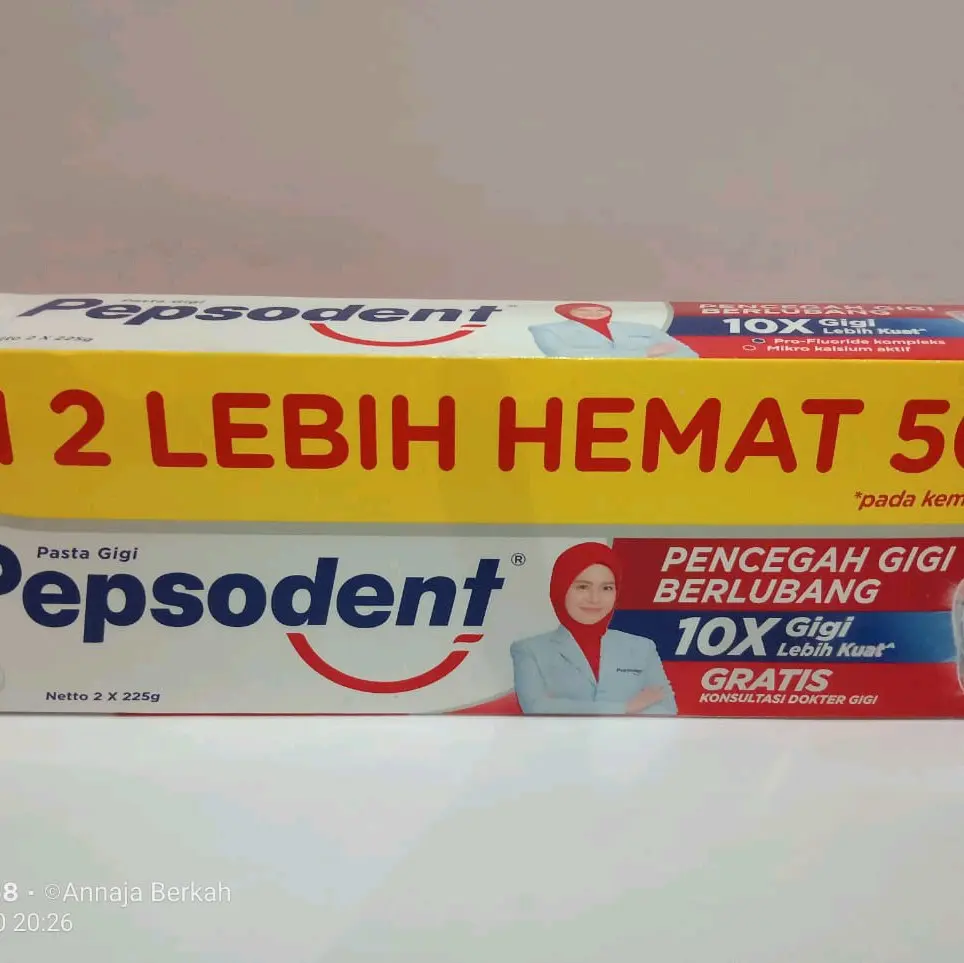 Pasta Gigi
Pepsodent
2 X 225g
PENCEGAH GIGI
BERLUBANG
10X Gigi
Lebih Kuat^
Pro-Fluoride kompleks
Mikro kalsium aktif
2 LEBIH HEMAT
*pada
Pasta Gigi
Pepsodent®
Netto 2 X 225g
PENCEGAH GIGI
BERLUBANG
10X Gigi
Lebih Kuat^
GRATIS
KONSULTASI DOKTER GIGI
8 · ©Annaja Berkah
20:26